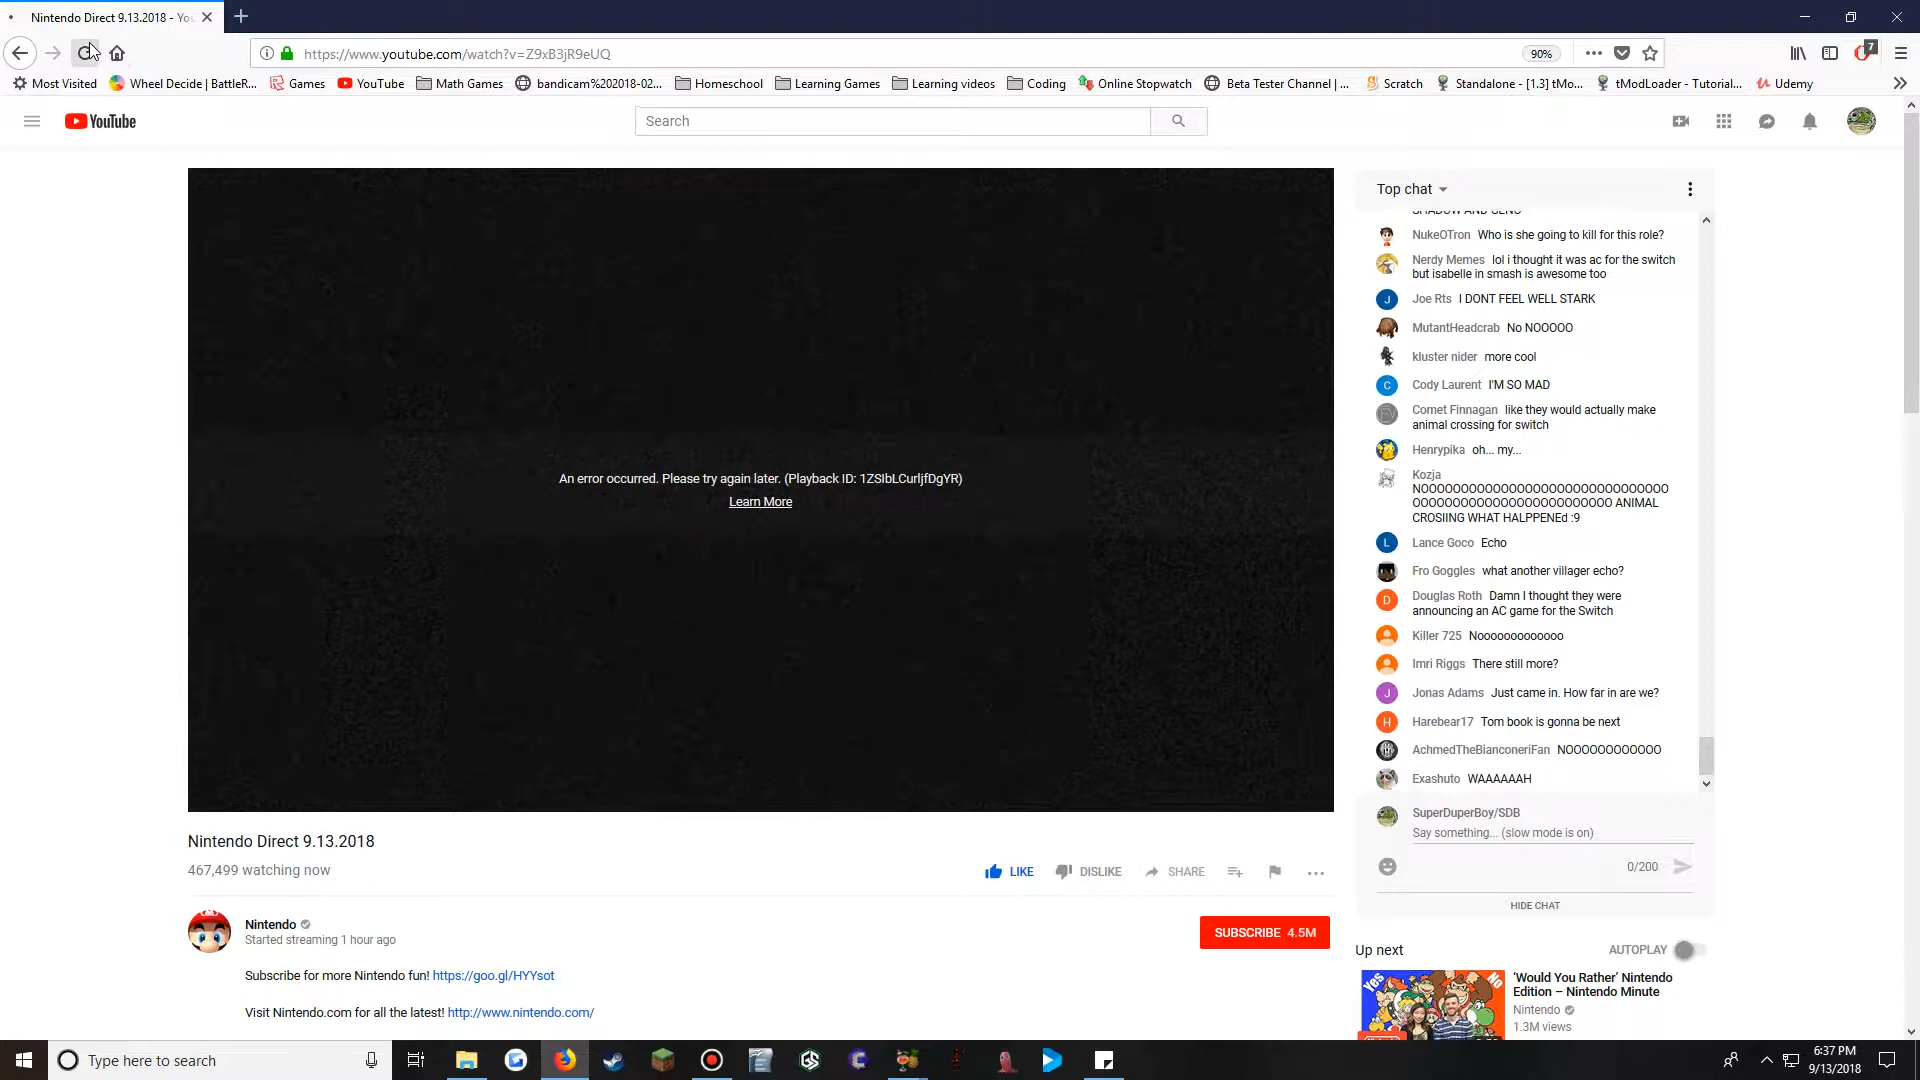 Nintendo Direct 9.13.2018 - You
https://www.youtube.com/watch?v=Z9xB3jR9eUQ
90%
7
Most Visited
Wheel Decide | BattleR...
Games
YouTube
Math Games
bandicam%202018-02...
Homeschool
Learning Games
Learning videos
Coding
Online Stopwatch
Beta Tester Channel | ...
Scratch
Standalone - [1.3] tMo...
tModLoader - Tutorial...
Udemy
YouTube
Search
An error occurred. Please try again later. (Playback ID: 1ZSIbLCurljfDgYR)
Learn More
Top chat
SHADOW AND GENO
NukeOTron Who is she going to kill for this role?
Nerdy Memes lol i thought it was ac for the switch
but isabelle in smash is awesome too
J Joe Rts I DONT FEEL WELL STARK
MutantHeadcrab No NOOOOO
kluster nider more cool
C Cody Laurent I'M SO MAD
Comet Finnagan like they would actually make
animal crossing for switch
Henrypika oh... my...
Kozja
NOOOOOOOOOOOOOOOOOOOOOOOOOOOOOO
OOOOOOOOOOOOOOOOOOOOOOOO ANIMAL
CROSIING WHAT HALPPENEd :9
L Lance Goco Echo
Fro Goggles what another villager echo?
D Douglas Roth Damn I thought they were
announcing an AC game for the Switch
Killer 725 Nooooooooooooo
Imri Riggs There still more?
J Jonas Adams Just came in. How far in are we?
H Harebear17 Tom book is gonna be next
AchmedTheBianconeriFan NOOOOOOOOOOOO
Exashuto WAAAAAAH
SuperDuperBoy/SDB
Say something... (slow mode is on)
0/200
HIDE CHAT
Nintendo Direct 9.13.2018
467,499 watching now
LIKE
DISLIKE
SHARE
Nintendo
Started streaming 1 hour ago
SUBSCRIBE 4.5M
Subscribe for more Nintendo fun! https://goo.gl/HYYsot
Visit Nintendo.com for all the latest! http://www.nintendo.com/
Up next
AUTOPLAY
Yes
No
'Would You Rather' Nintendo
Edition – Nintendo Minute
Nintendo
1.3M views
Type here to search
6:37 PM
9/13/2018